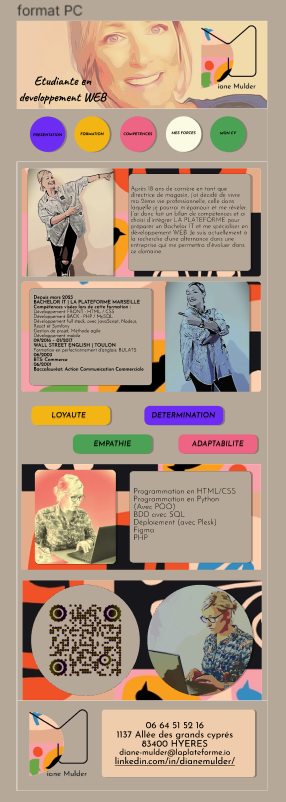 format PC
Etudiante en
developpement WEB
iane Mulder
PRESENTATION
FORMATION
COMPETENCES
MES FORCES
MON CV
Après 18 ans de carrière en tant que
directrice de magasin, j'ai décidé de vivre
ma 2ème vie professionnelle, celle dans
laquelle je pourrai m'épanouir et me révéler.
J'ai donc fait un bilan de compétences et ai
choisi d'intégrer LA PLATEFORME pour
préparer un Bachelor IT et me spécialiser en
développement WEB. Je suis actuellement à
la recherche d'une alternance dans une
entreprise qui me permettra d'évoluer dans
ce domaine.
Depuis mars 2023
BACHELOR IT | LA PLATEFORME MARSEILLE
Compétences visées lors de cette formation :
Développement FRONT : HTML / CSS
Développement BACK : PHP / MySQL
Développement full stack, avec JavaScript, Nodejs,
React et Symfony
Gestion de projet, Méthode agile
Développement mobile
09/2016 - 01/2017
WALL STREET ENGLISH | TOULON
Formation en perfectionnement d'anglais: BULATS
06/2003
BTS Commerce
06/2001
Baccalauréat: Action Communication Commerciale
LOYAUTE
DETERMINATION
EMPATHIE
ADAPTABILITE
Programmation en HTML/CSS
Programmation en Python
(Avec POO)
BDD avec SQL
Déploiement (avec Plesk)
Figma
PHP
iane Mulder
06 64 51 52 16
1137 Allée des grands cyprés
83400 HYERES
diane-mulder@laplateforme.io
linkedin.com/in/dianemulder/